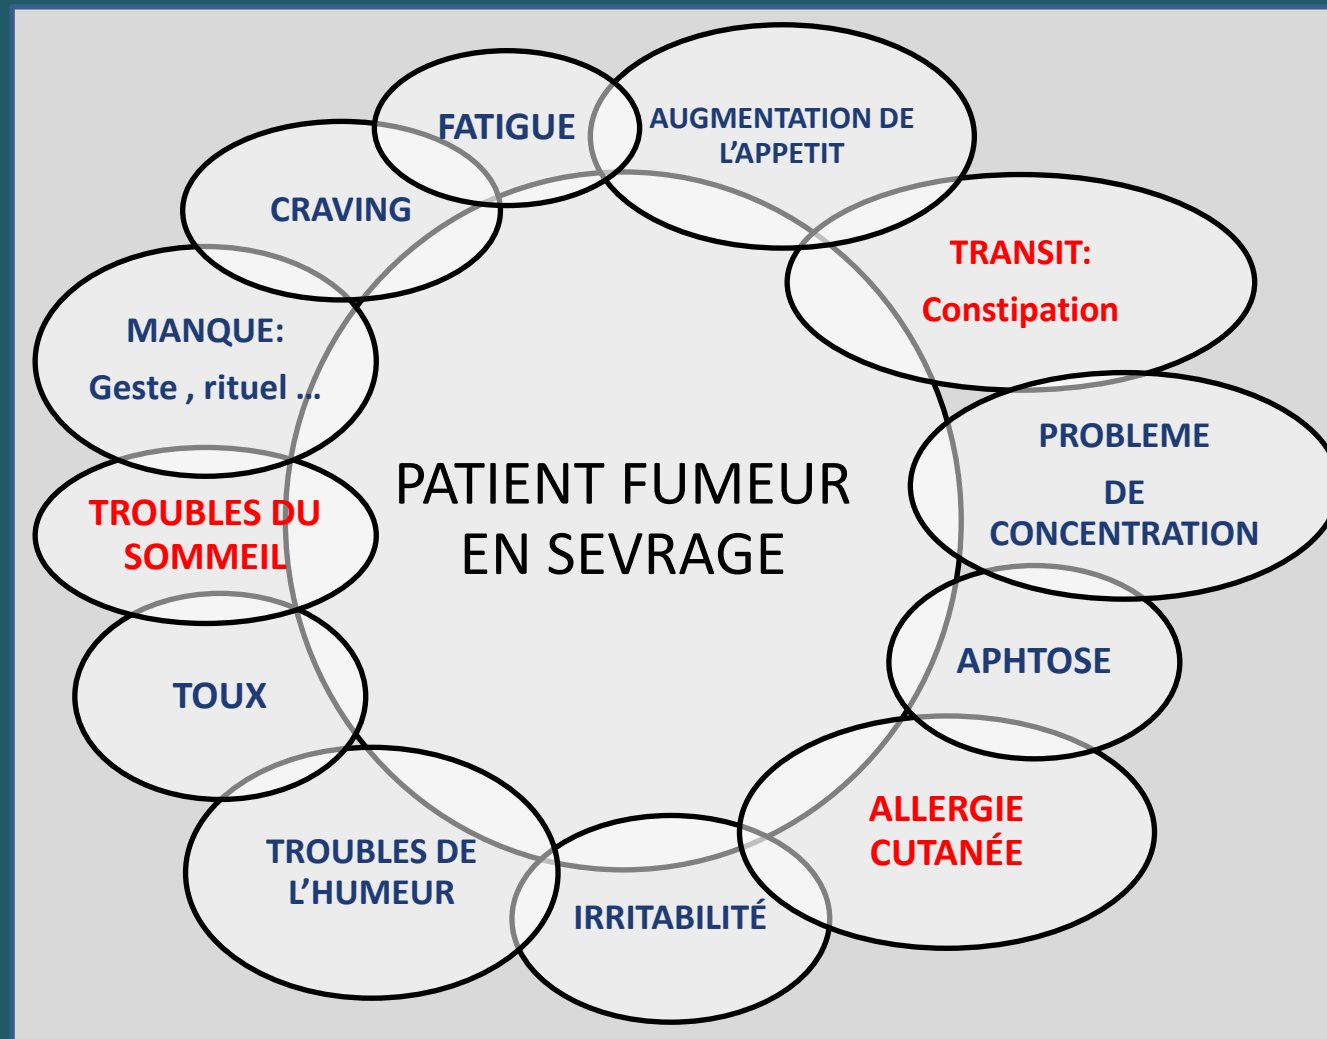 FATIGUE
AUGMENTATION DE
L’APPETIT
CRAVING
TRANSIT:
Constipation
MANQUE:
Geste , rituel ...
PROBLEME
DE
CONCENTRATION
PATIENT FUMEUR
EN SEVRAGE
TROUBLES DU
SOMMEIL
APHTOSE
TOUX
ALLERGIE
CUTANÉE
TROUBLES DE
L’HUMEUR
IRRITABILITÉ